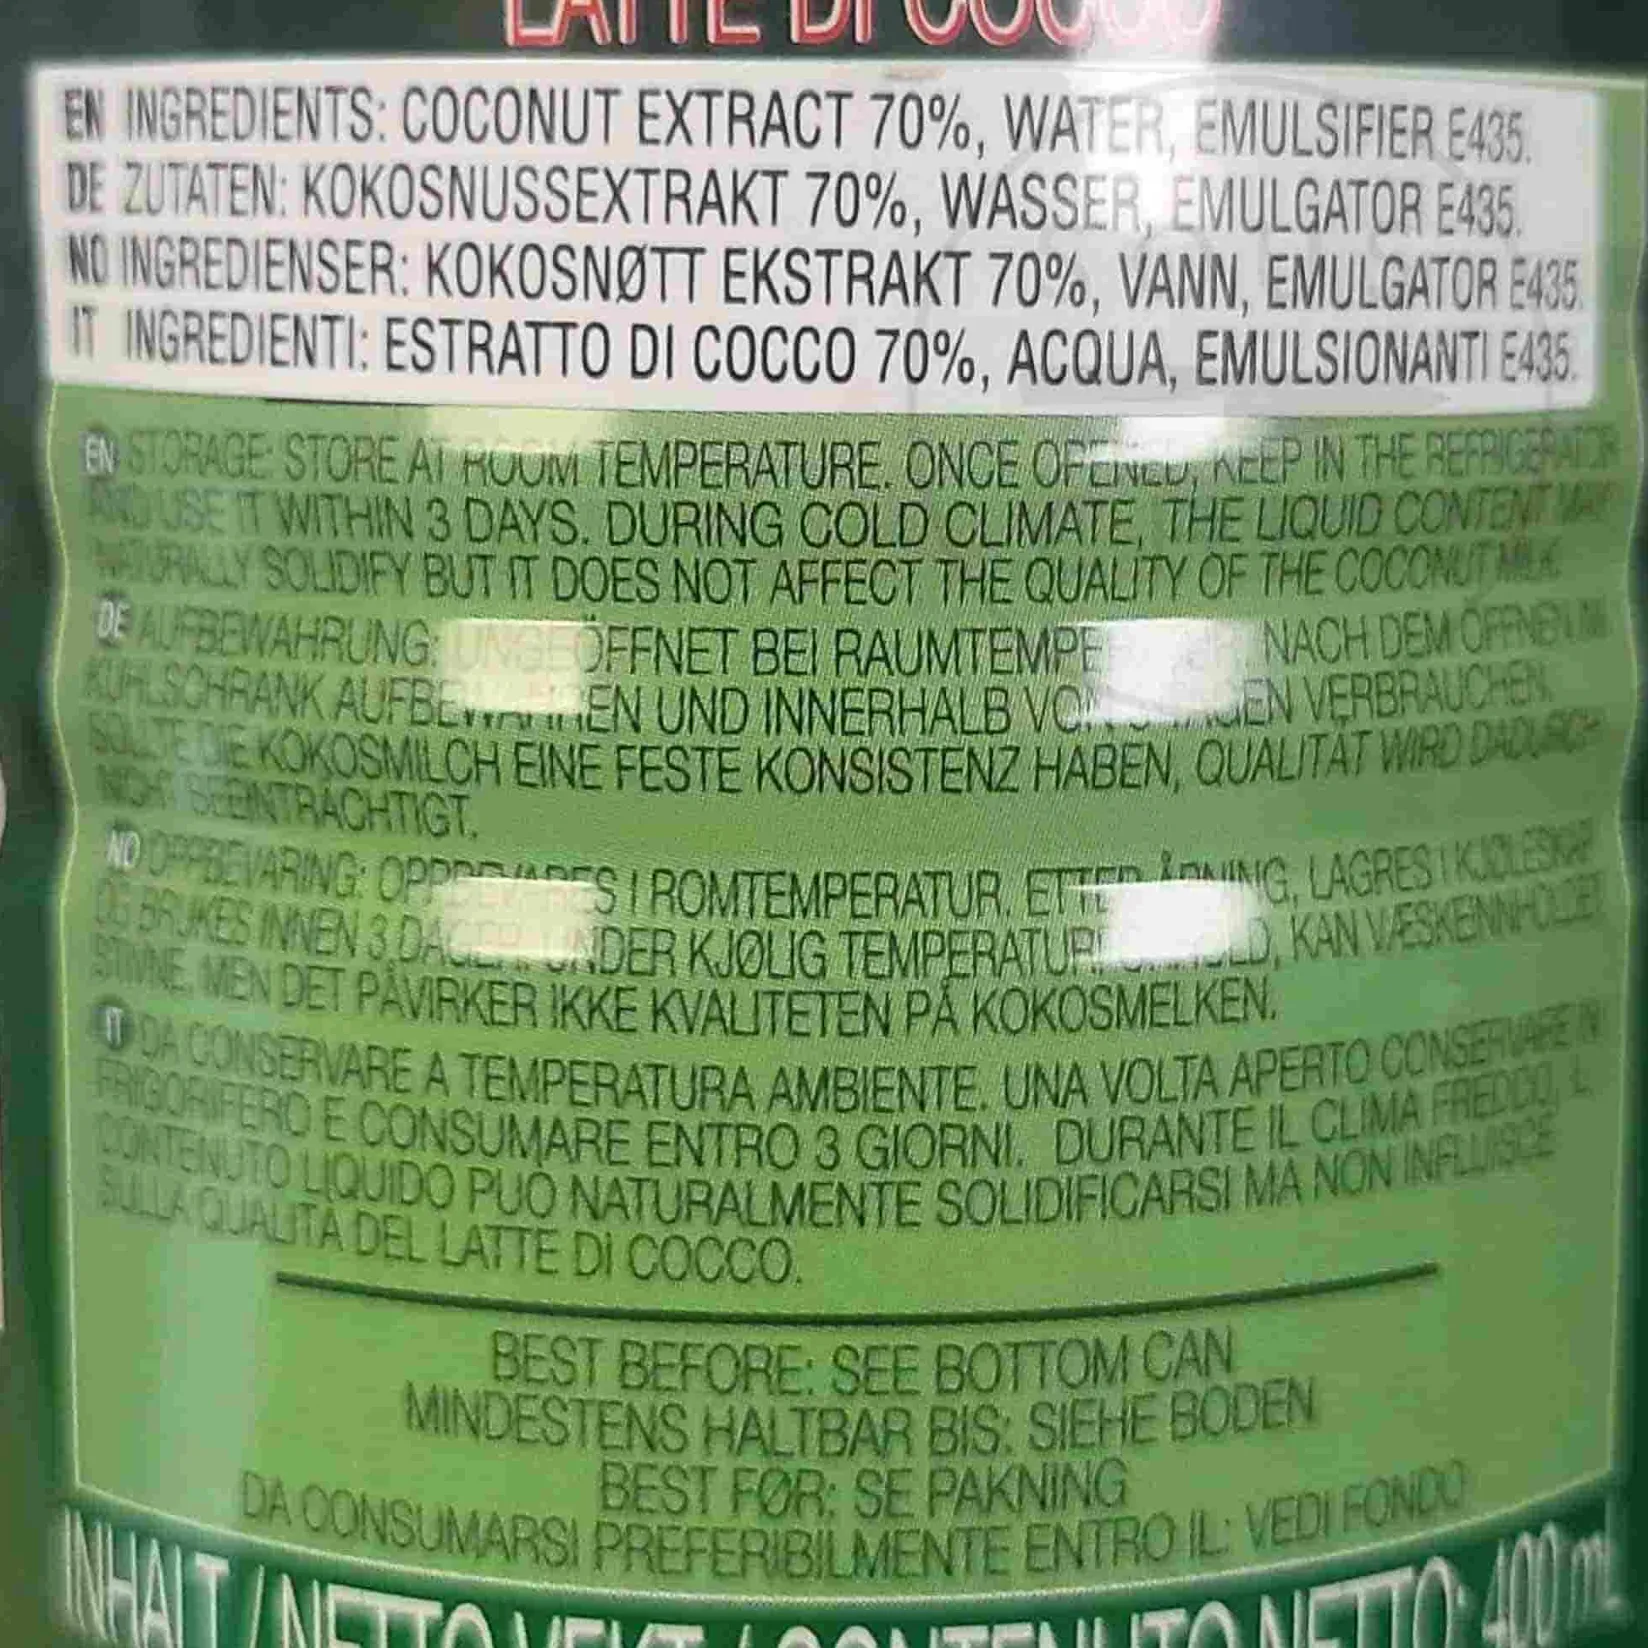 LATTE DI COCCO
EN INGREDIENTS: COCONUT EXTRACT 70%, WATER, EMULSIFIER E435.
DE ZUTATEN: KOKOSNUSSEXTRAKT 70%, WASSER, EMULGATOR E435.
NO INGREDIENSER: KOKOSNØTT EKSTRAKT 70%, VANN, EMULGATOR E435.
IT INGREDIENTI: ESTRATTO DI COCCO 70%, ACQUA, EMULSIONANTI E435.
EN STORAGE: STORE AT ROOM TEMPERATURE. ONCE OPENED, KEEP IN THE REFRIGERATOR
AND USE IT WITHIN 3 DAYS. DURING COLD CLIMATE, THE LIQUID CONTENT MAY
NATURALLY SOLIDIFY BUT IT DOES NOT AFFECT THE QUALITY OF THE COCONUT MILK
DE AUFBEWAHRUNG: UNGEÖFFNET BEI NACH DEM ÖFFNEN IM
KÜHLSCHRANK AUFBEWAHREN UND INNERHALB VON TAGEN VERBRAUCHEN.
SOLLTE DIE KOKOSMILCH EINE FESTE KONSISTENZ HABEN, QUALITÄT WIRD DADURCH
NICHT BEEINTRÄCHTIGT.
NO OPPBEVARING: OPPBEVARES I ROMTEMPERATUR. ETTER ÅPNING, LAGRES I KJØLESKAP
OG BRUKES INNEN 3 DAGER. UNDER KJØLIG KAN VÆSKENNHOLDET
STIVNE, MEN DET PÅVIRKER IKKE KVALITETEN PÅ KOKOSMELKEN.
IT DA CONSERVARE A TEMPERATURA AMBIENTE. UNA VOLTA APERTO CONSERVARE IN
FRIGORIFERO E CONSUMARE ENTRO 3 GIORNI. DURANTE IL CLIMA FREDDO, IL
CONTENUTO LIQUIDO PUÒ NATURALMENTE SOLIDIFICARSI MA NON INFLUISCE
SULLA QUALITÀ DEL LATTE DI COCCO.
BEST BEFORE: SEE BOTTOM CAN
MINDESTENS HALTBAR BIS: SIEHE BODEN
BEST FØR: SE PAKNING
DA CONSUMARSI PREFERIBILMENTE ENTRO IL: VEDI FONDO
INHALT / NETTO VEKT / CONTENUTO NETTO: 400 ml